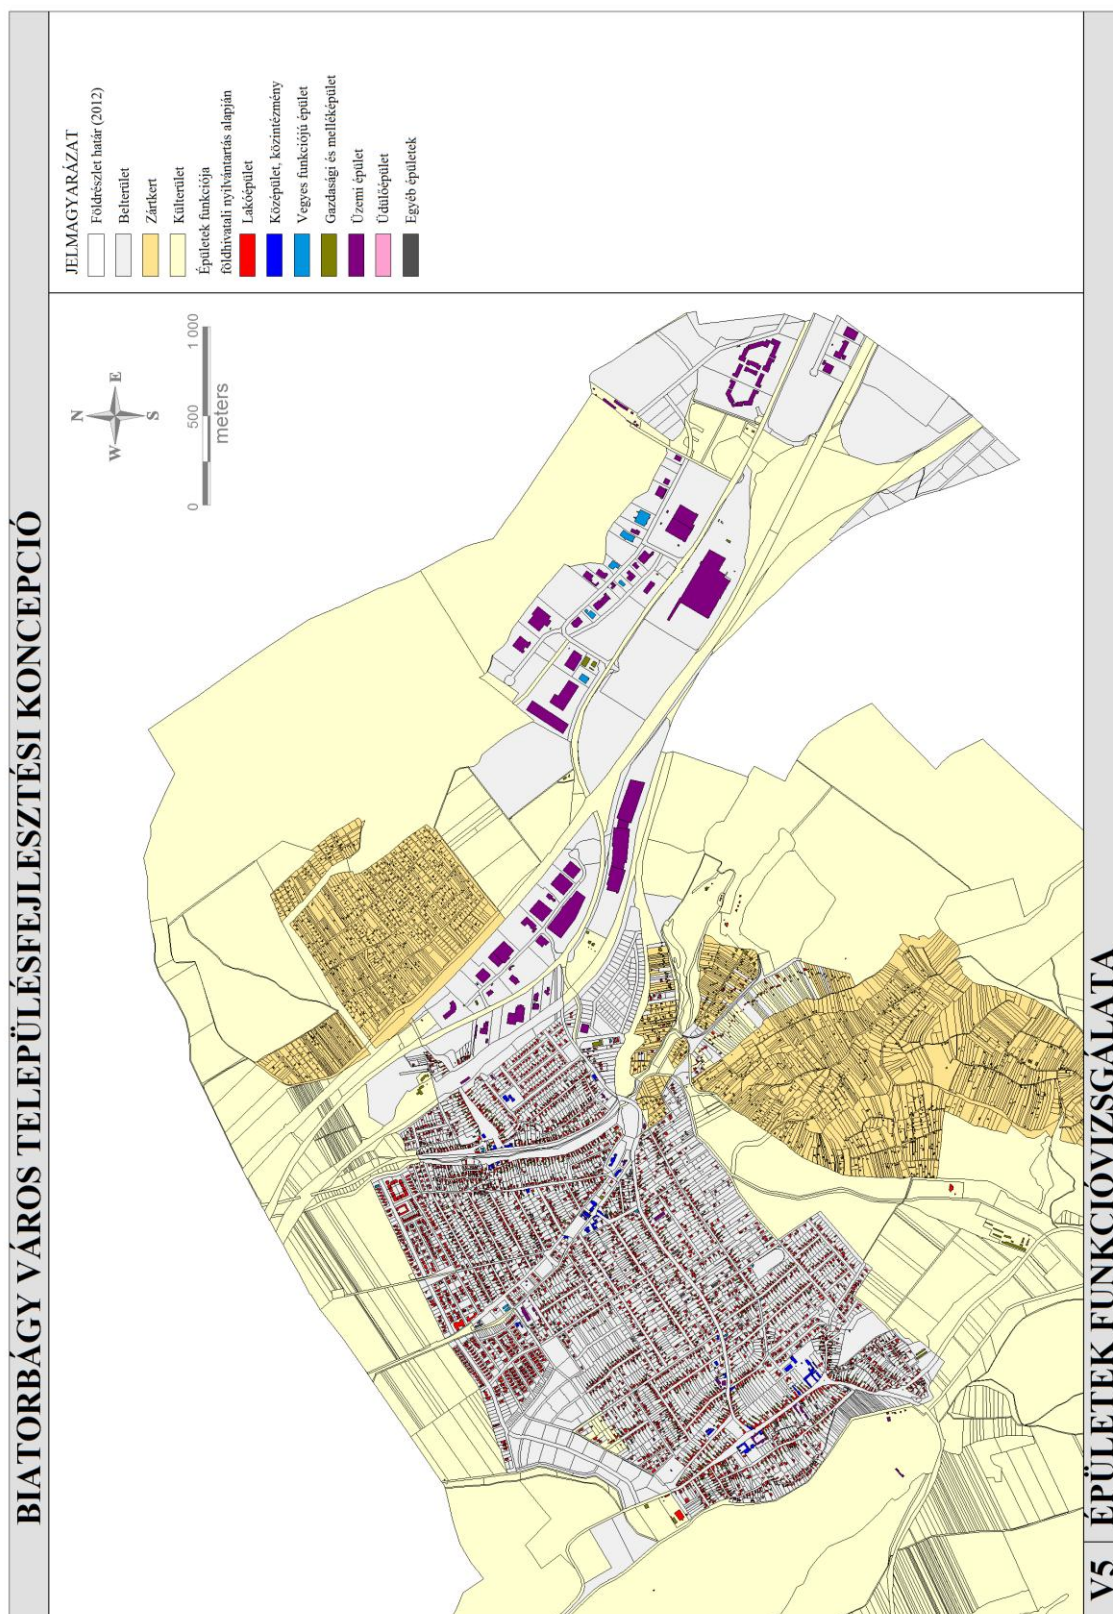 BIATORBÁGY VÁROS TELEPÜLÉSFEJLESZTÉSI KONCEPCIÓ
JELMAGYARÁZAT
Földrészlet határ (2012)
Belterület
Zártkert
Külterület
Épületek funkciója
földhivatali nyilvántartás alapján
Lakóépület
Középület, közintézmény
Vegyes funkciójú épület
Gazdasági és melléképület
Üzemi épület
Üdülőépület
Egyéb épületek
N
W
E
S
0 500 1 000
meters
V5 ÉPÜLETEK FUNKCIÓVIZSGÁLATA